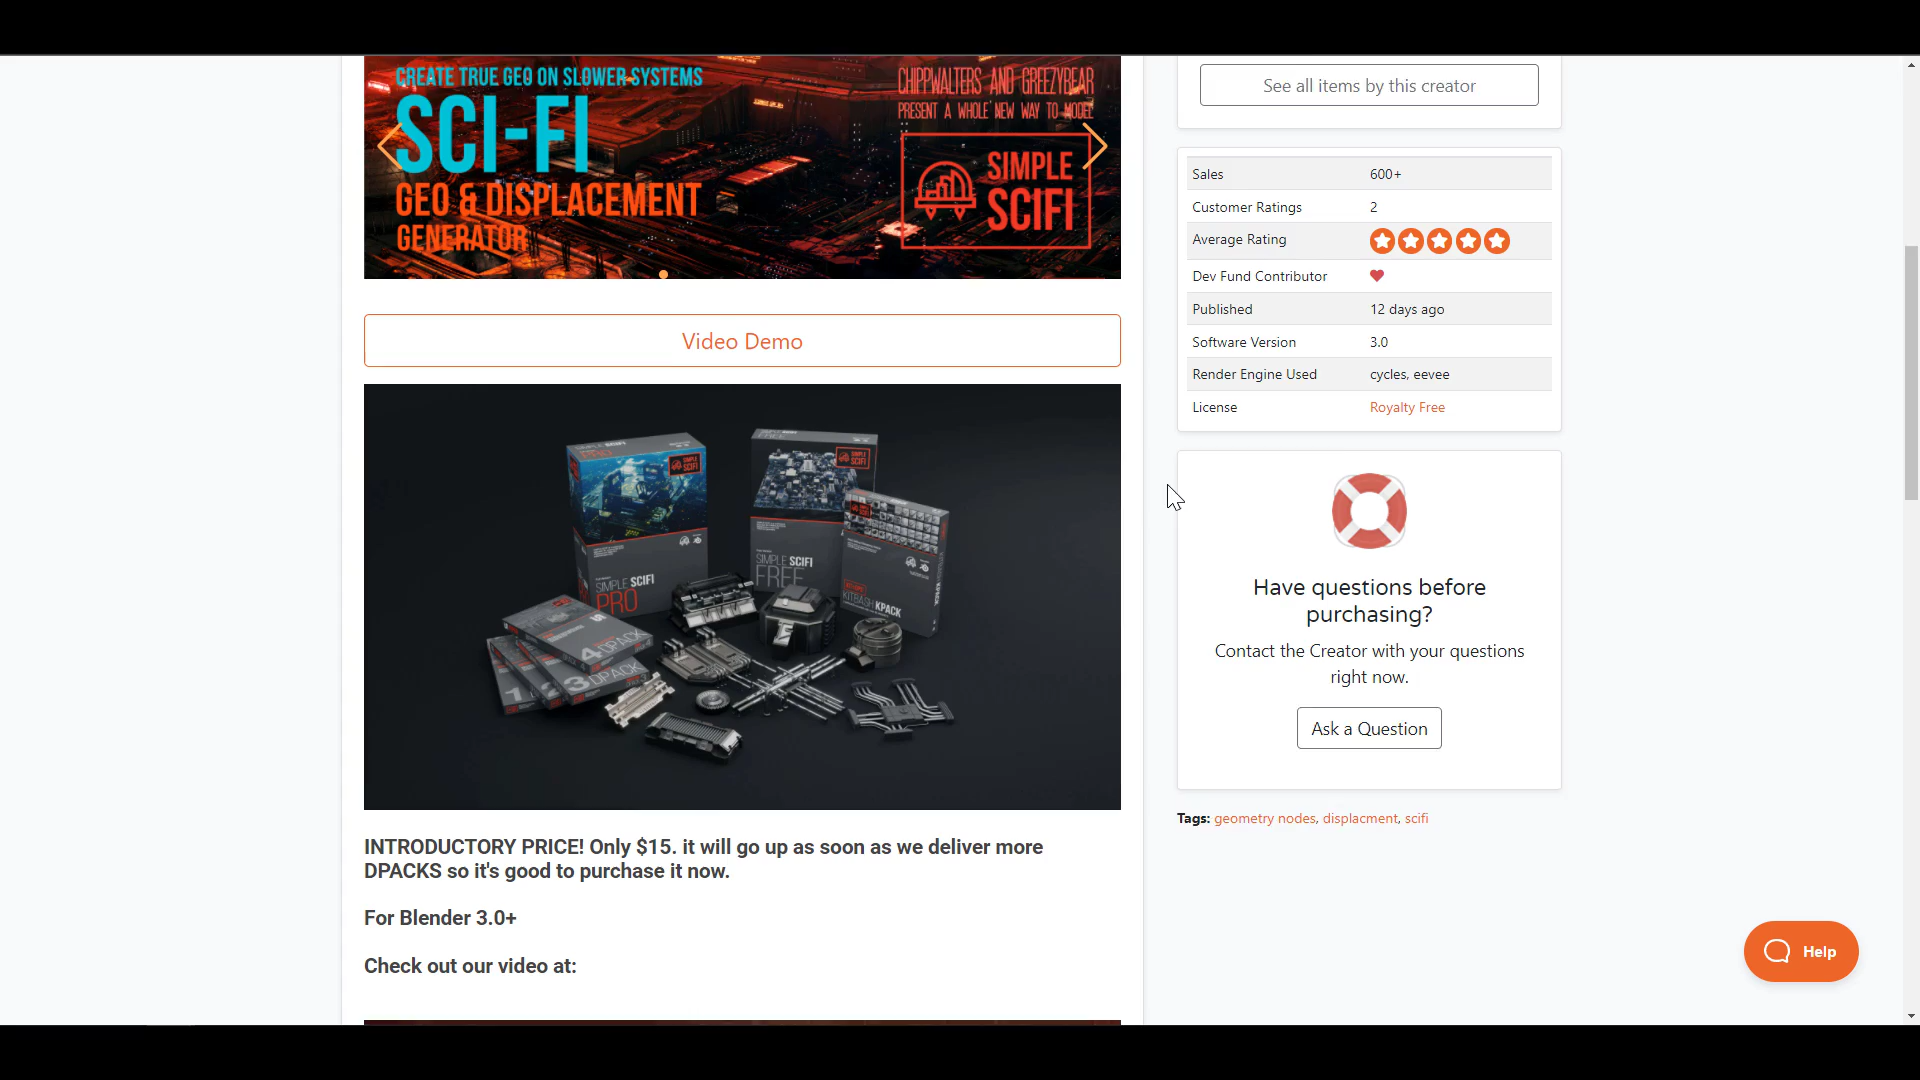 CREATE TRUE GEO ON SLOWER SYSTEMS
SCI-FI
GEO & DISPLACEMENT
GENERATOR
CHIPPWALTERS AND GREEZYBEAR
PRESENT A WHOLE NEW WAY TO MODEL
SIMPLE
SCIFI
Video Demo
SIMPLE SCIFI
PRO
SIMPLE SCIFI
FREE
KITBASH KPACK
4 DPACK
3 DPACK
2
1
INTRODUCTORY PRICE! Only $15. it will go up as soon as we deliver more
DPACKS so it's good to purchase it now.
For Blender 3.0+
Check out our video at:
See all items by this creator
Sales 600+
Customer Ratings 2
Average Rating
Dev Fund Contributor
Published 12 days ago
Software Version 3.0
Render Engine Used cycles, eevee
License Royalty Free
Have questions before
purchasing?
Contact the Creator with your questions
right now.
Ask a Question
Tags: geometry nodes, displacment, scifi
Help